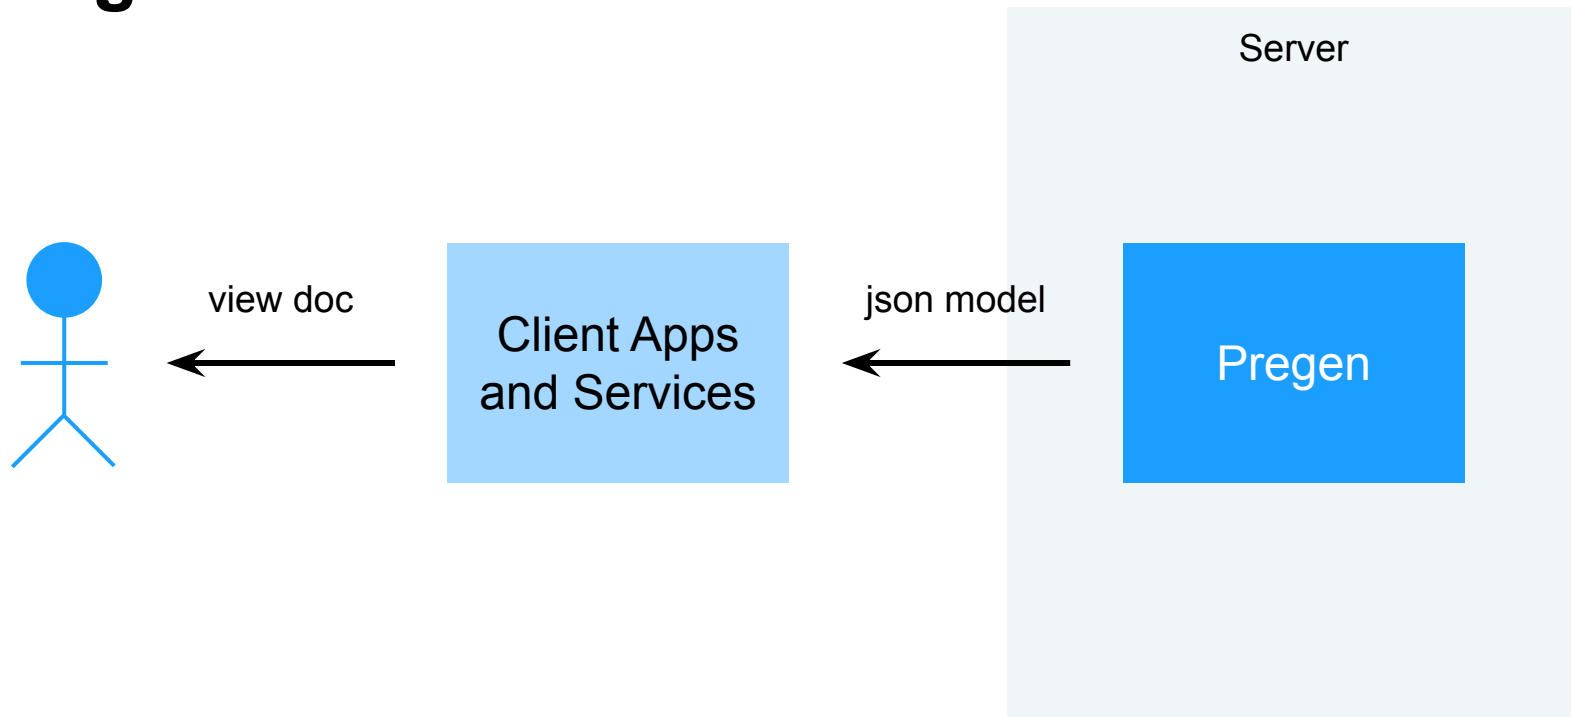 Server
view doc
json model
Client Apps
and Services
Pregen